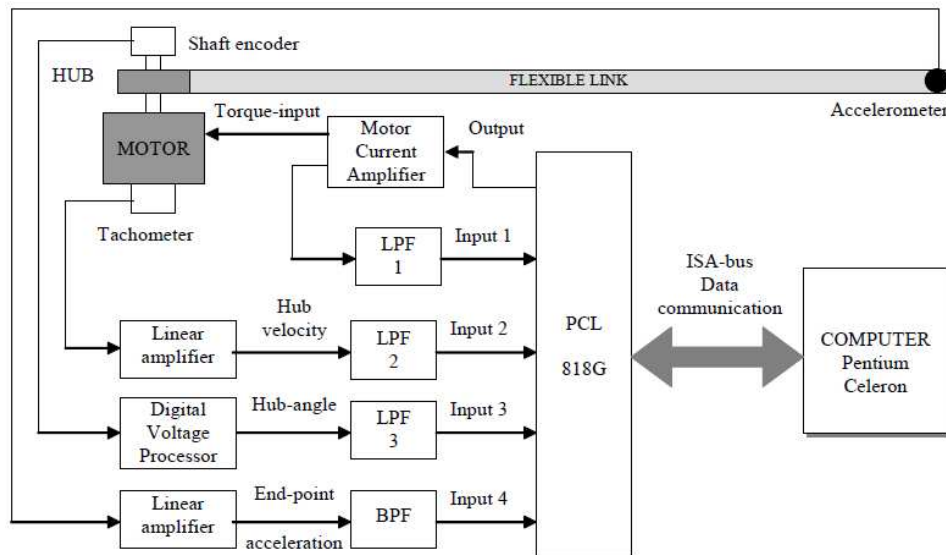 Shaft encoder
HUB
FLEXIBLE LINK
Accelerometer
Torque-input
Output
MOTOR
Motor
Current
Amplifier
Tachometer
LPF
1
Input 1
ISA-bus
Data
communication
Hub
velocity
Linear
amplifier
LPF
2
Input 2
PCL
818G
COMPUTER
Pentium
Celeron
Digital
Voltage
Processor
Hub-angle
LPF
3
Input 3
Linear
amplifier
End-point
acceleration
BPF
Input 4